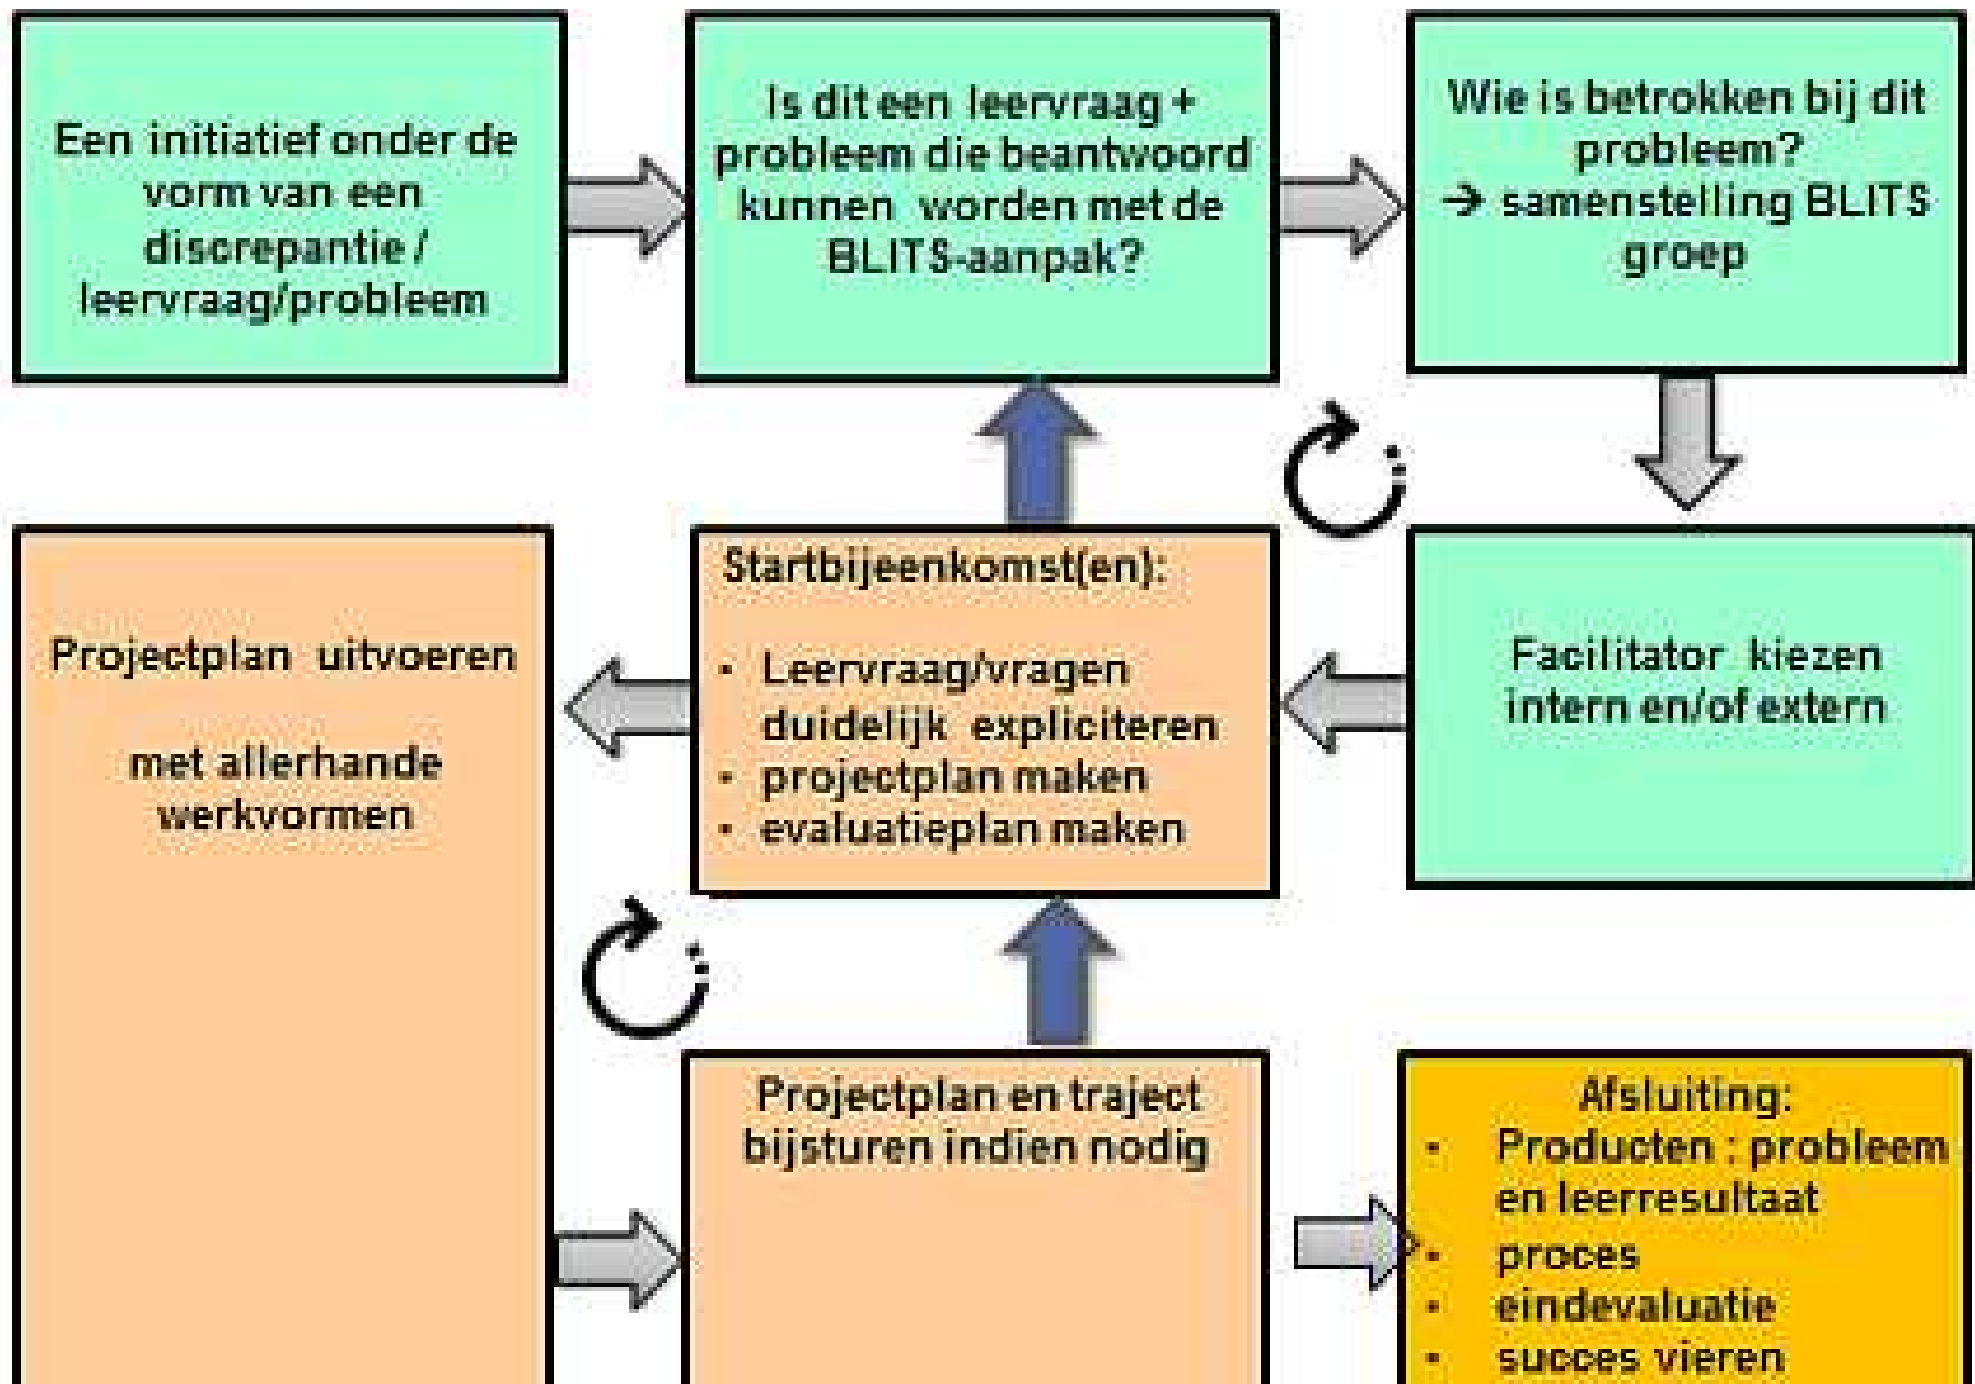 Een initiatief onder de
vorm van een
discrepantie /
leervraag/probleem
Is dit een leervraag +
probleem die beantwoord
kunnen worden met de
BLITS-aanpak?
Wie is betrokken bij dit
probleem?
→ samenstelling BLITS
groep
Facilitator kiezen
intern en/of extern
Startbijeenkomst(en):
• Leervraag/vragen
duidelijk expliciteren
• projectplan maken
• evaluatieplan maken
Projectplan uitvoeren
met allerhande
werkvormen
Projectplan en traject
bijsturen indien nodig
Afsluiting:
• Producten : probleem
en leerresultaat
• proces
• eindevaluatie
• succes vieren